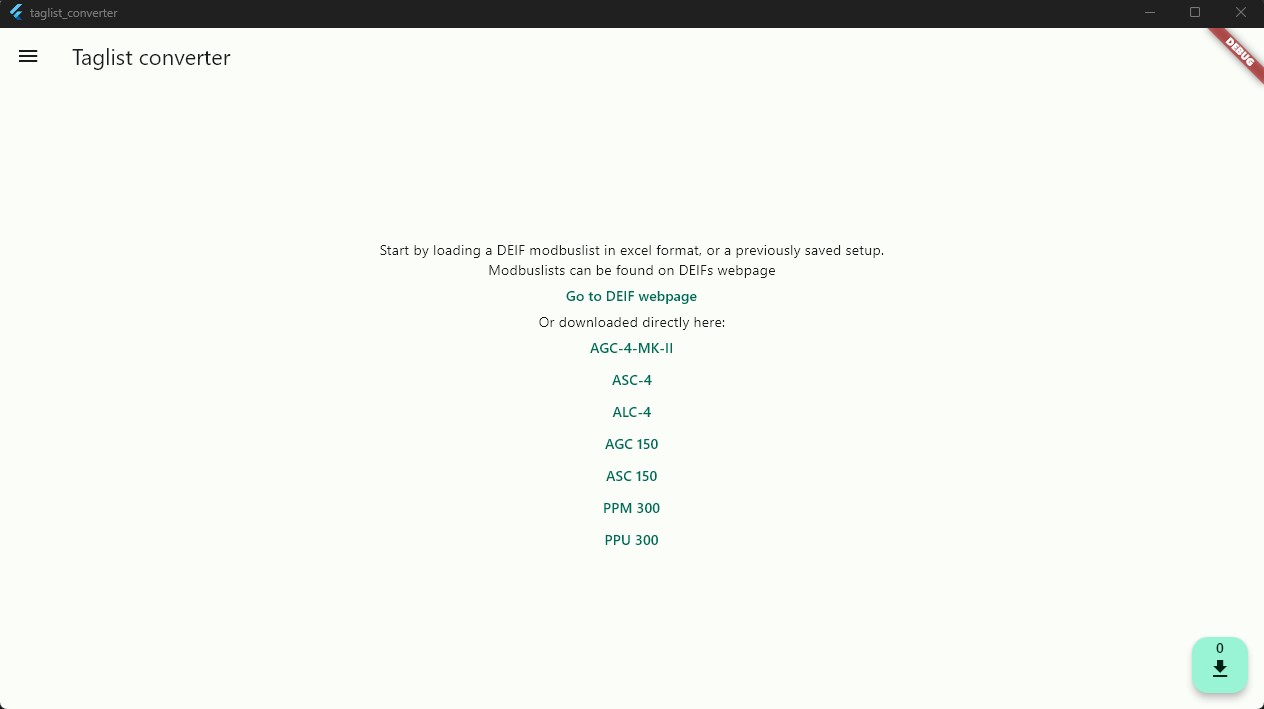 taglist_converter
Taglist converter
DEBUG
Start by loading a DEIF modbuslist in excel format, or a previously saved setup.
Modbuslists can be found on DEIFs webpage
Go to DEIF webpage
Or downloaded directly here:
AGC-4-MK-II
ASC-4
ALC-4
AGC 150
ASC 150
PPM 300
PPU 300
0